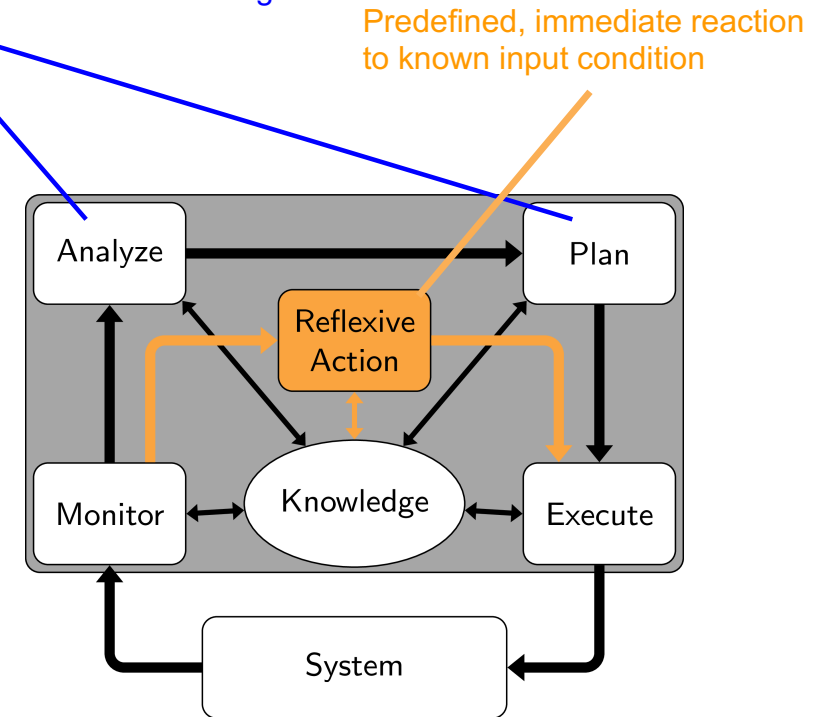 Predefined, immediate reaction
to known input condition
Analyze
Plan
Reflexive
Action
Monitor
Knowledge
Execute
System